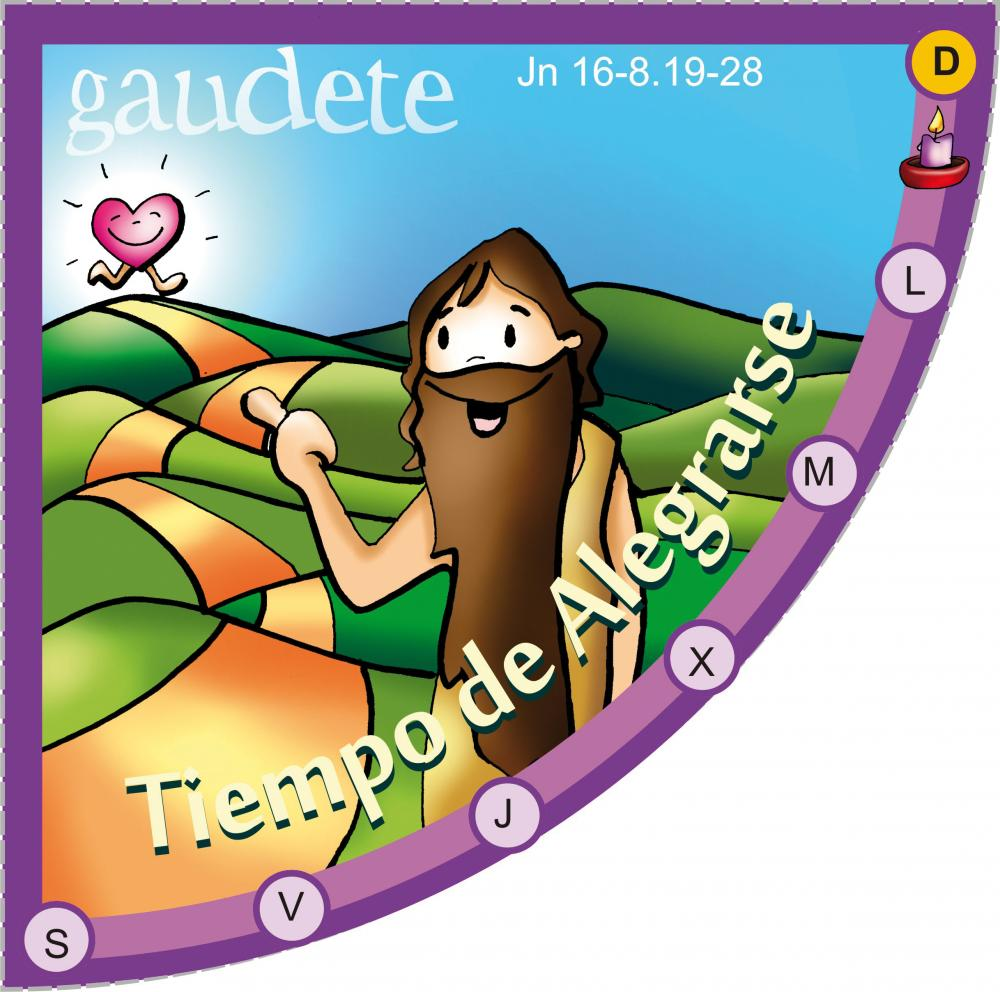 gaudete
Jn 16-8.19-28
D
L
M
X
J
V
S
Tiempo de Alegrarse